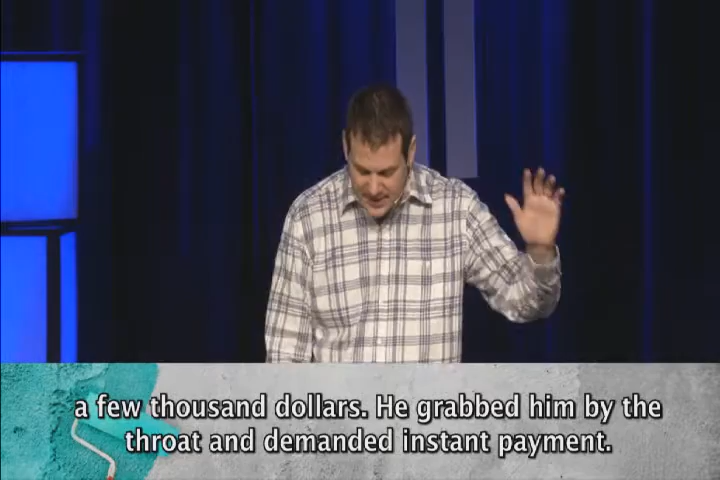 a few thousand dollars. He grabbed him by the
throat and demanded instant payment.